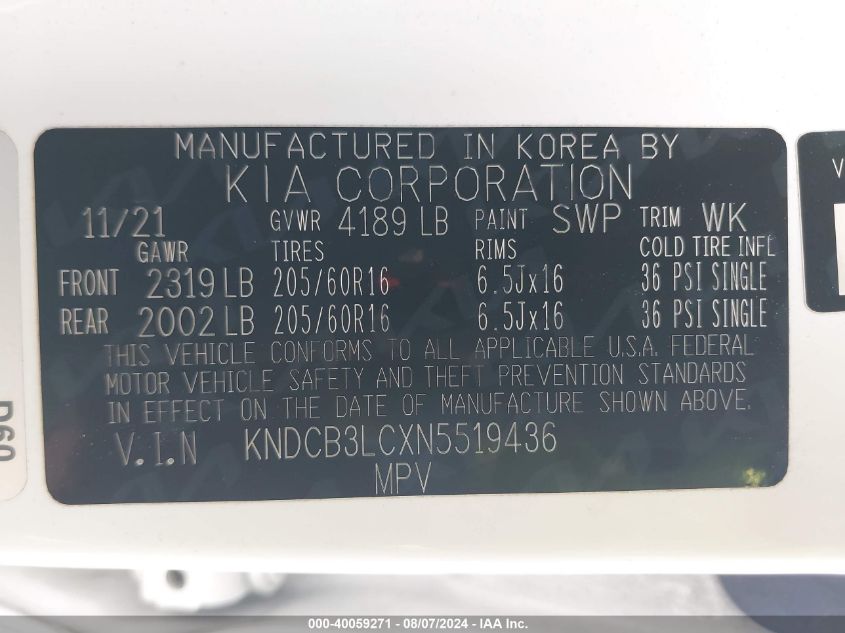 MANUFACTURED IN KOREA BY
KIA CORPORATION
11/21 GVWR 4189 LB PAINT SWP TRIM WK
GAWR TIRES RIMS COLD TIRE INFL
FRONT 2319 LB 205/60R16 6.5Jx16 36 PSI SINGLE
REAR 2002 LB 205/60R16 6.5Jx16 36 PSI SINGLE
THIS VEHICLE CONFORMS TO ALL APPLICABLE U.S.A. FEDERAL
MOTOR VEHICLE SAFETY AND THEFT PREVENTION STANDARDS
IN EFFECT ON THE DATE OF MANUFACTURE SHOWN ABOVE.
V.I.N KNDCB3LCXN5519436
MPV
D60
V
000-40059271 - 08/07/2024 - IAA Inc.